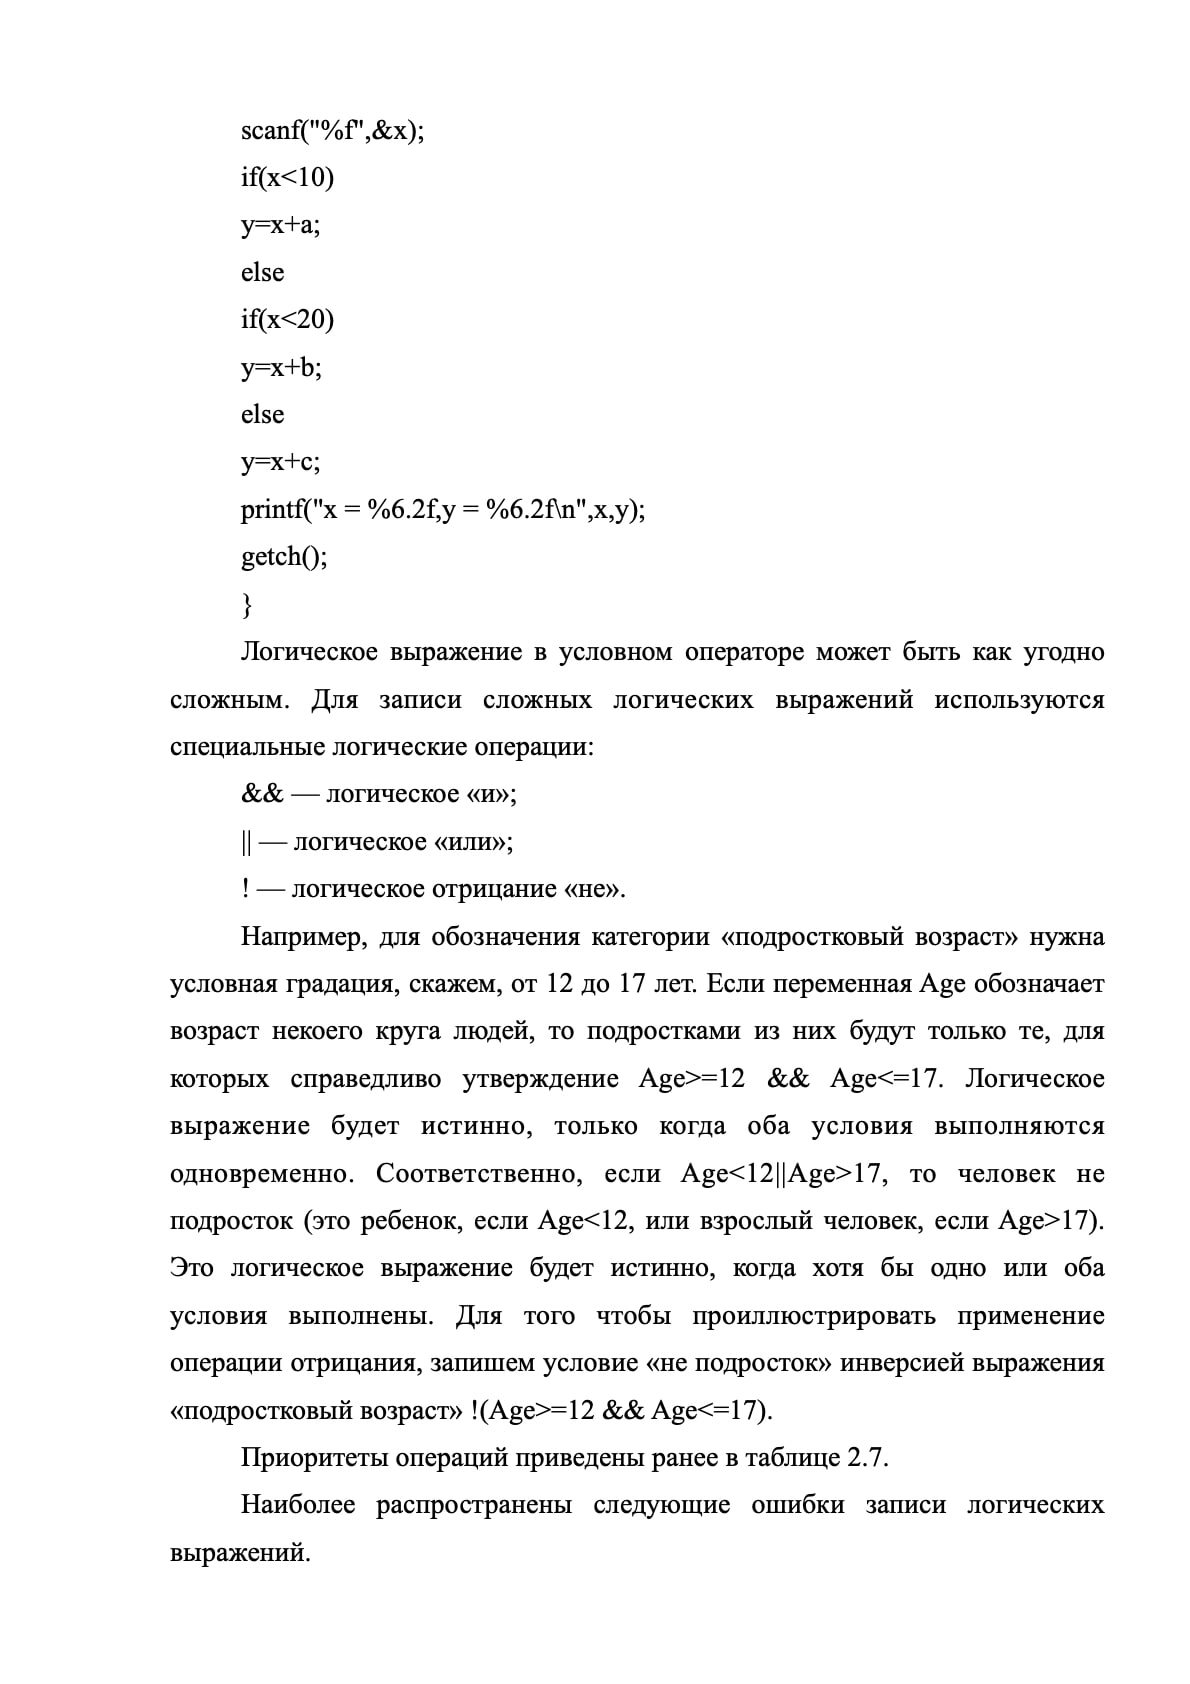 scanf("%f",&x);
if(x<10)
y=x+a;
else
if(x<20)
y=x+b;
else
y=x+c;
printf("x = %6.2f,y = %6.2f\n",x,y);
getch();
}
Логическое выражение в условном операторе может быть как угодно
сложным. Для записи сложных логических выражений используются
специальные логические операции:
&& — логическое «и»;
|| — логическое «или»;
! — логическое отрицание «не».
Например, для обозначения категории «подростковый возраст» нужна
условная градация, скажем, от 12 до 17 лет. Если переменная Age обозначает
возраст некоего круга людей, то подростками из них будут только те, для
которых справедливо утверждение Age>=12 && Age<=17. Логическое
выражение будет истинно, только когда оба условия выполняются
одновременно. Соответственно, если Age<12||Age>17, то человек не
подросток (это ребенок, если Age<12, или взрослый человек, если Age>17).
Это логическое выражение будет истинно, когда хотя бы одно или оба
условия выполнены. Для того чтобы проиллюстрировать применение
операции отрицания, запишем условие «не подросток» инверсией выражения
«подростковый возраст» !(Age>=12 && Age<=17).
Приоритеты операций приведены ранее в таблице 2.7.
Наиболее распространены следующие ошибки записи логических
выражений.